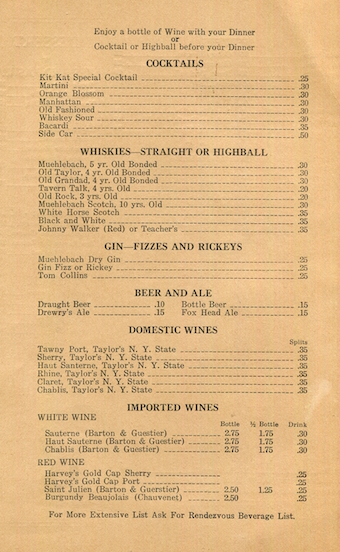 Enjoy a bottle of Wine with your Dinner
or
Cocktail or Highball before your Dinner
COCKTAILS
Kit Kat Special Cocktail .25
Martini .30
Orange Blossom .30
Manhattan .30
Old Fashioned .30
Whiskey Sour .30
Bacardi .35
Side Car .50
WHISKIES—STRAIGHT OR HIGHBALL
Muehlebach, 5 yr. Old Bonded .30
Old Taylor, 4 yr. Old Bonded .30
Old Grandad, 4 yr. Old Bonded .30
Tavern Talk, 4 yrs. Old .20
Old Rock, 3 yrs. Old .20
Muehlebach Scotch, 10 yrs. Old .30
White Horse Scotch .35
Black and White .35
Johnny Walker (Red) or Teacher's .35
GIN—FIZZES AND RICKEYS
Muehlebach Dry Gin .25
Gin Fizz or Rickey .25
Tom Collins .25
BEER AND ALE
Draught Beer .10 Bottle Beer .15
Drewry's Ale .15 Fox Head Ale .15
DOMESTIC WINES
Splits
Tawny Port, Taylor's N. Y. State .35
Sherry, Taylor's N. Y. State .35
Haut Santerne, Taylor's N. Y. State .35
Rhine, Taylor's N. Y. State .35
Claret, Taylor's N. Y. State .35
Chablis, Taylor's N. Y. State .35
IMPORTED WINES
WHITE WINE
Bottle ½ Bottle Drink
Sauterne (Barton & Guestier) 2.75 1.75 .30
Haut Sauterne (Barton & Guestier) 2.75 1.75 .30
Chablis (Barton & Guestier) 2.75 1.75 .30
RED WINE
Harvey's Gold Cap Sherry .25
Harvey's Gold Cap Port .25
Saint Julien (Barton & Guerstier) 2.50 1.25 .25
Burgundy Beaujolais (Chauvenet) 2.50 .25
For More Extensive List Ask For Rendezvous Beverage List.